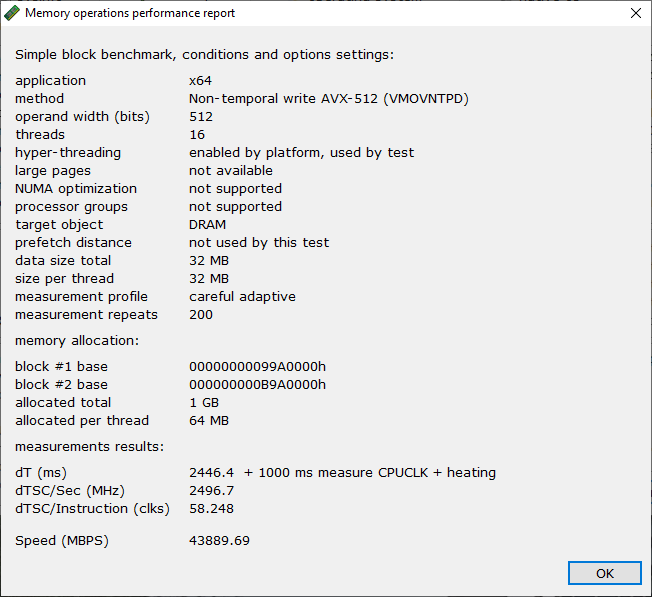 Memory operations performance report
Simple block benchmark, conditions and options settings:
application x64
method Non-temporal write AVX-512 (VMOVNTPD)
operand width (bits) 512
threads 16
hyper-threading enabled by platform, used by test
large pages not available
NUMA optimization not supported
processor groups not supported
target object DRAM
prefetch distance not used by this test
data size total 32 MB
size per thread 32 MB
measurement profile careful adaptive
measurement repeats 200
memory allocation:
block #1 base 00000000099A0000h
block #2 base 000000000B9A0000h
allocated total 1 GB
allocated per thread 64 MB
measurements results:
dT (ms) 2446.4 + 1000 ms measure CPUCLK + heating
dTSC/Sec (MHz) 2496.7
dTSC/Instruction (clks) 58.248
Speed (MBPS) 43889.69
OK